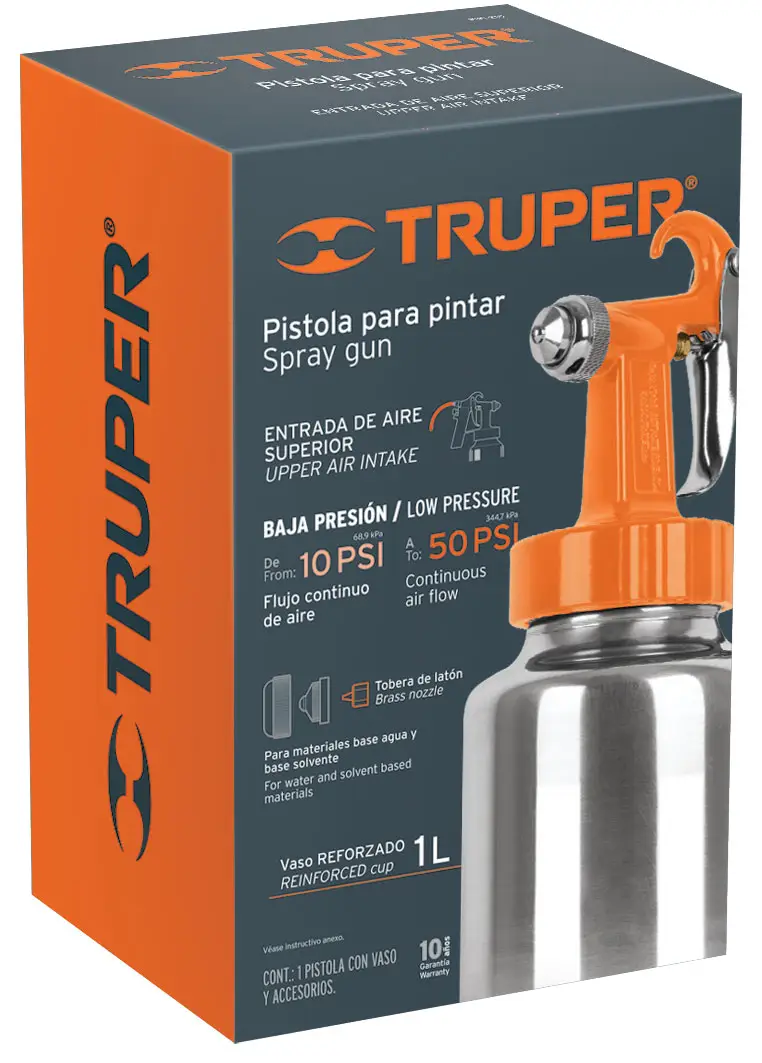 TRUPER
Pistola para pintar
Spray gun
ENTRADA DE AIRE SUPERIOR
UPPER AIR INTAKE
TRUPER®
TRUPER®
Pistola para pintar
Spray gun
ENTRADA DE AIRE
SUPERIOR
UPPER AIR INTAKE
BAJA PRESIÓN / LOW PRESSURE
68,9 kPa
344,7 kPa
De
From: 10 PSI
A
To: 50 PSI
Flujo continuo
de aire
Continuous
air flow
Tobera de latón
Brass nozzle
Para materiales base agua y
base solvente
For water and solvent based
materials
Vaso REFORZADO 1L
REINFORCED cup
Véase instructivo anexo.
CONT.: 1 PISTOLA CON VASO
Y ACCESORIOS.
10 años
Garantía
Warranty